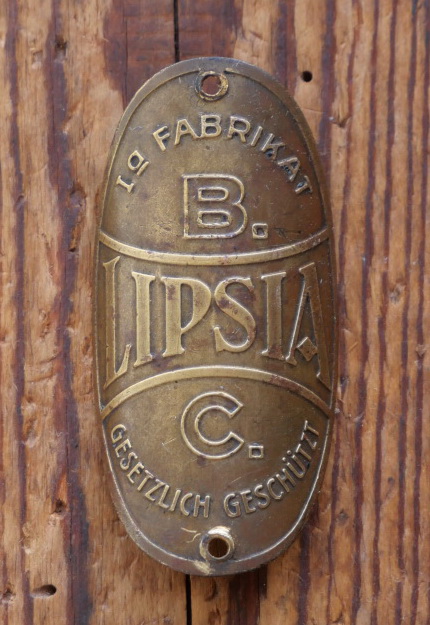 Ia FABRIKAT
B.
LIPSIA
C.
GESETZLICH GESCHÜTZT